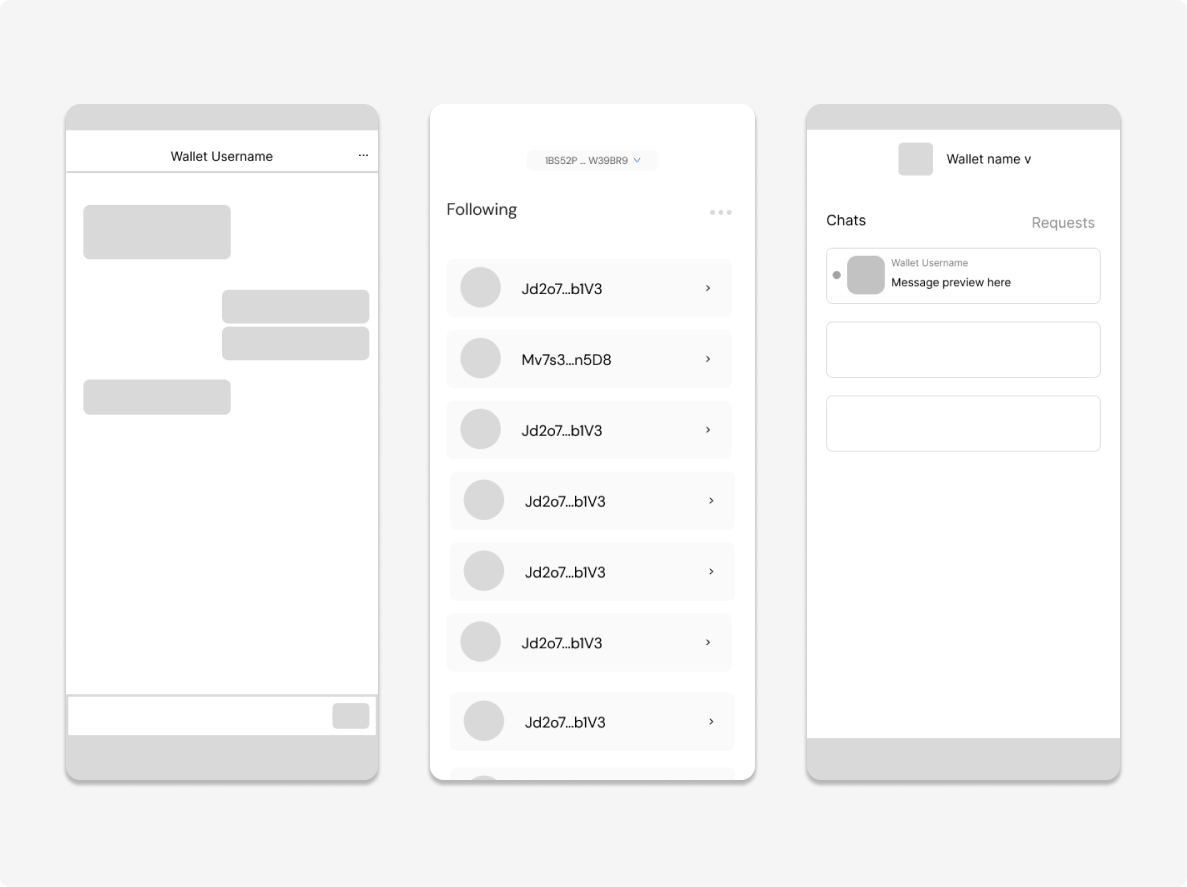 Wallet Username
...
1BS52P ... W39BR9
Following
Jd2o7...b1V3
Mv7s3...n5D8
Jd2o7...b1V3
Jd2o7...b1V3
Jd2o7...b1V3
Jd2o7...b1V3
Jd2o7...b1V3
Wallet name v
Chats
Requests
Wallet Username
Message preview here